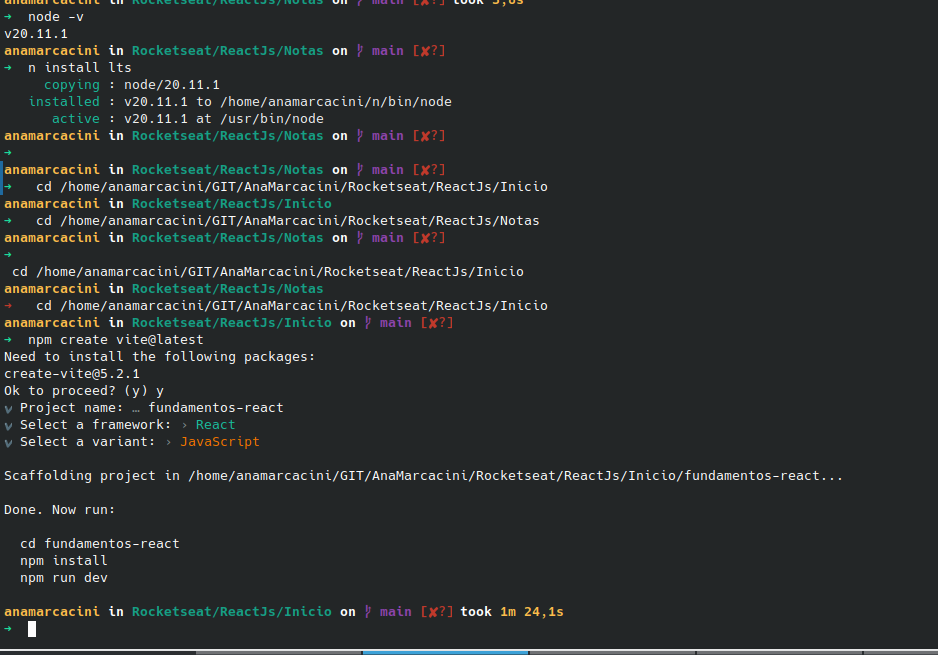 anamarcacini in Rocketseat/ReactJs/Notas on main [✘?] took 3,0s
➜ node -v
v20.11.1
anamarcacini in Rocketseat/ReactJs/Notas on main [✘?]
➜ n install lts
copying : node/20.11.1
installed : v20.11.1 to /home/anamarcacini/n/bin/node
active : v20.11.1 at /usr/bin/node
anamarcacini in Rocketseat/ReactJs/Notas on main [✘?]
➜
anamarcacini in Rocketseat/ReactJs/Notas on main [✘?]
➜ cd /home/anamarcacini/GIT/AnaMarcacini/Rocketseat/ReactJs/Inicio
anamarcacini in Rocketseat/ReactJs/Inicio
➜ cd /home/anamarcacini/GIT/AnaMarcacini/Rocketseat/ReactJs/Notas
anamarcacini in Rocketseat/ReactJs/Notas on main [✘?]
➜
cd /home/anamarcacini/GIT/AnaMarcacini/Rocketseat/ReactJs/Inicio
anamarcacini in Rocketseat/ReactJs/Notas
➜ cd /home/anamarcacini/GIT/AnaMarcacini/Rocketseat/ReactJs/Inicio
anamarcacini in Rocketseat/ReactJs/Inicio on main [✘?]
➜ npm create vite@latest
Need to install the following packages:
create-vite@5.2.1
Ok to proceed? (y) y
✔ Project name: … fundamentos-react
✔ Select a framework: › React
✔ Select a variant: › JavaScript
Scaffolding project in /home/anamarcacini/GIT/AnaMarcacini/Rocketseat/ReactJs/Inicio/fundamentos-react...
Done. Now run:
cd fundamentos-react
npm install
npm run dev
anamarcacini in Rocketseat/ReactJs/Inicio on main [✘?] took 1m 24,1s
➜